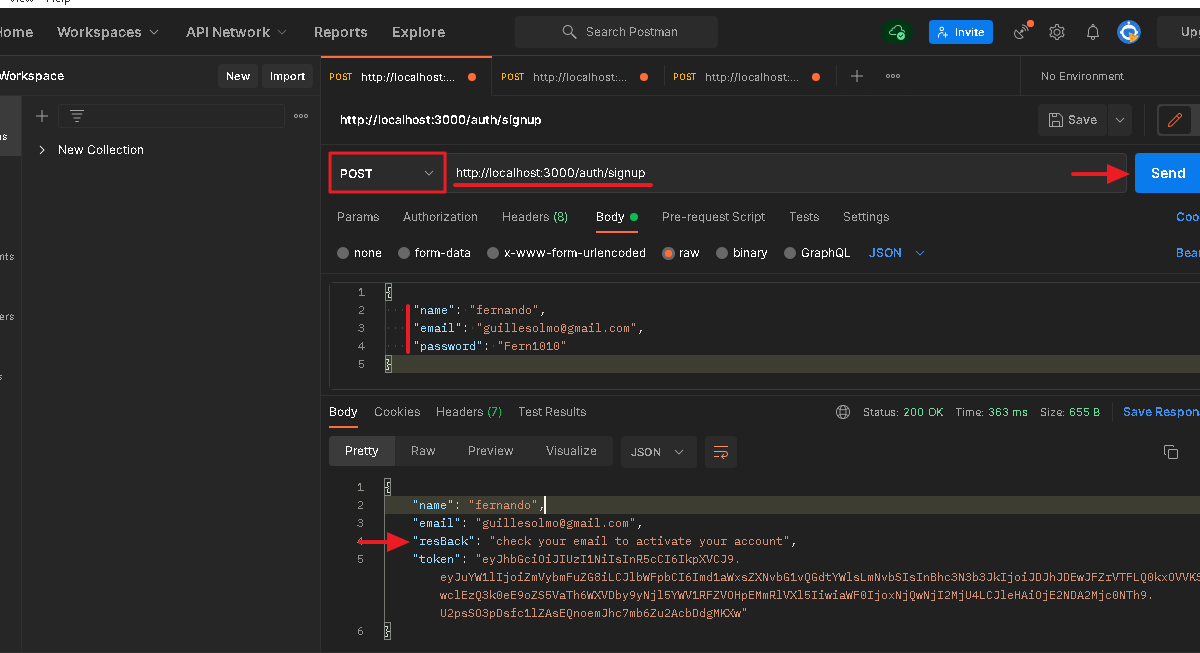 View Help
Home Workspaces API Network Reports Explore Search Postman Invite Upg
Workspace New Import POST http://localhost:... POST http://localhost:... POST http://localhost:... No Environment
http://localhost:3000/auth/signup Save
New Collection
POST http://localhost:3000/auth/signup Send
Params Authorization Headers (8) Body Pre-request Script Tests Settings Coo
none form-data x-www-form-urlencoded raw binary GraphQL JSON Bea
1 {
2 "name": "fernando",
3 "email": "guillesolmo@gmail.com",
4 "password": "Fern1010"
5 }
Body Cookies Headers (7) Test Results Status: 200 OK Time: 363 ms Size: 655 B Save Respon
Pretty Raw Preview Visualize JSON
1 {
2 "name": "fernando",
3 "email": "guillesolmo@gmail.com",
4 "resBack": "check your email to activate your account",
5 "token": "eyJhbGciOiJIUzI1NiIsInR5cCI6IkpXVCJ9.
6 }